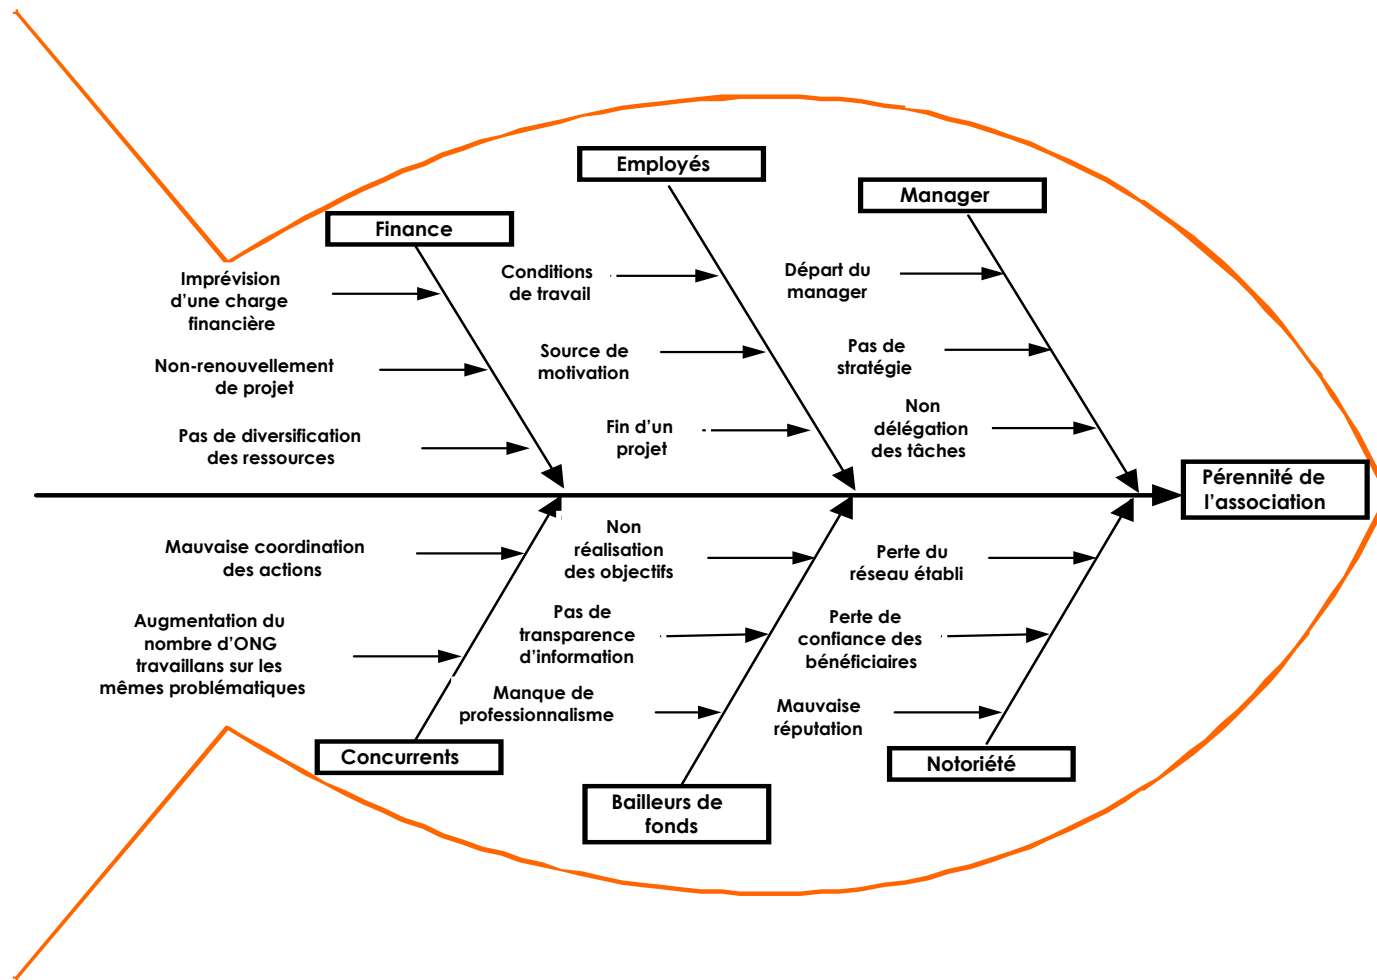 Employés
Manager
Finance
Imprévision
d'une charge
financière
Conditions
de travail
Départ du
manager
Non-renouvellement
de projet
Source de
motivation
Pas de
stratégie
Pas de diversification
des ressources
Fin d'un
projet
Non
délégation
des tâches
Pérennité de
l'association
Mauvaise coordination
des actions
Non
réalisation
des objectifs
Perte du
réseau établi
Augmentation du
nombre d'ONG
travaillans sur les
mêmes problématiques
Pas de
transparence
d'information
Perte de
confiance des
bénéficiaires
Manque de
professionnalisme
Mauvaise
réputation
Concurrents
Bailleurs de
fonds
Notoriété